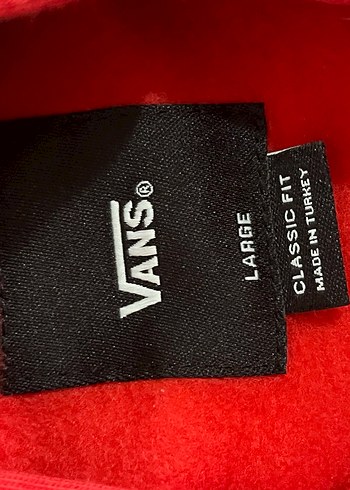 VANS®
LARGE
CLASSIC FIT
MADE IN TURKEY